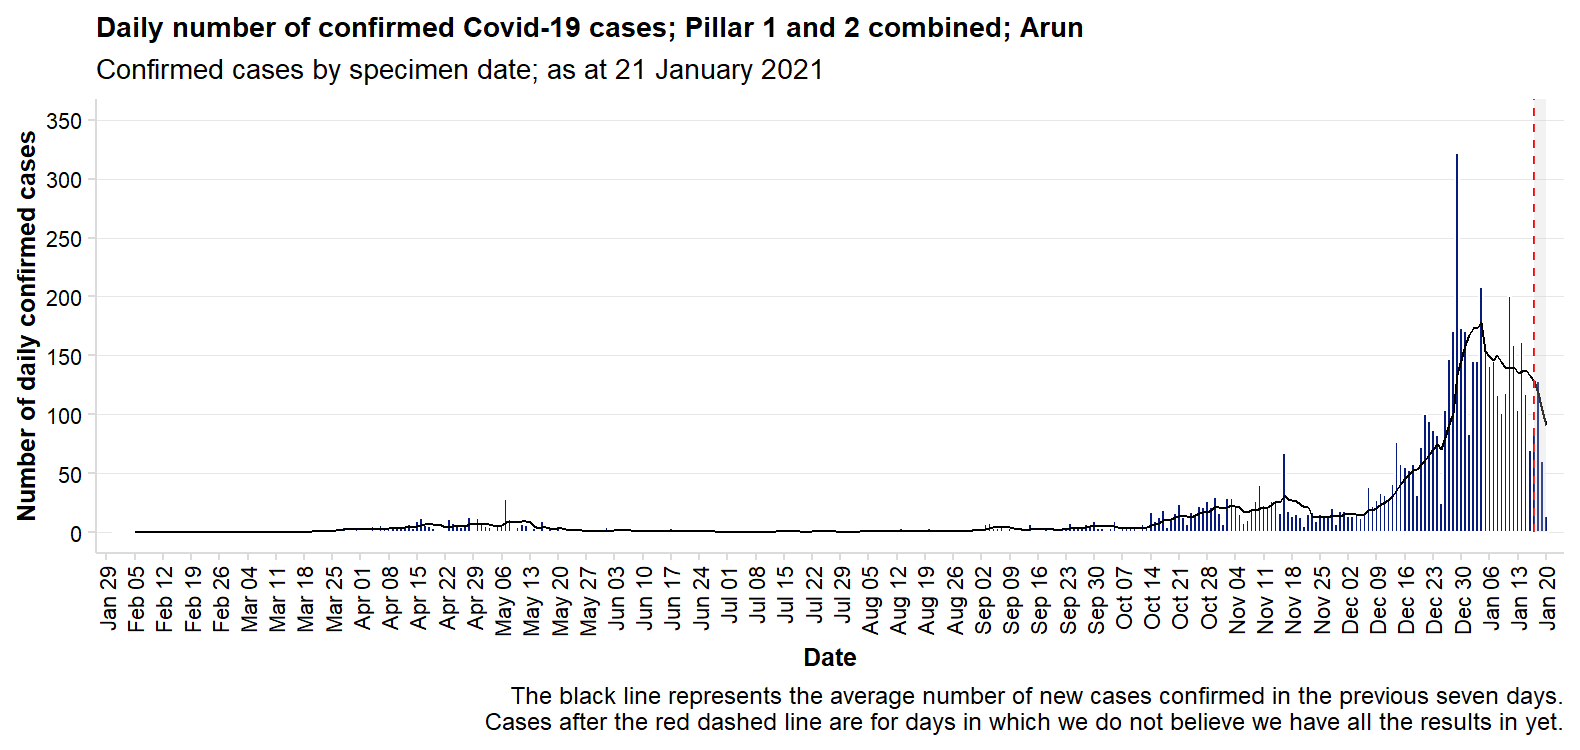 Daily number of confirmed Covid-19 cases; Pillar 1 and 2 combined; Arun
Confirmed cases by specimen date; as at 21 January 2021
Number of daily confirmed cases
350
300
250
200
150
100
50
0
Jan 29
Feb 05
Feb 12
Feb 19
Feb 26
Mar 04
Mar 11
Mar 18
Mar 25
Apr 01
Apr 08
Apr 15
Apr 22
Apr 29
May 06
May 13
May 20
May 27
Jun 03
Jun 10
Jun 17
Jun 24
Jul 01
Jul 08
Jul 15
Jul 22
Jul 29
Aug 05
Aug 12
Aug 19
Aug 26
Sep 02
Sep 09
Sep 16
Sep 23
Sep 30
Oct 07
Oct 14
Oct 21
Oct 28
Nov 04
Nov 11
Nov 18
Nov 25
Dec 02
Dec 09
Dec 16
Dec 23
Dec 30
Jan 06
Jan 13
Jan 20
Date
The black line represents the average number of new cases confirmed in the previous seven days.
Cases after the red dashed line are for days in which we do not believe we have all the results in yet.